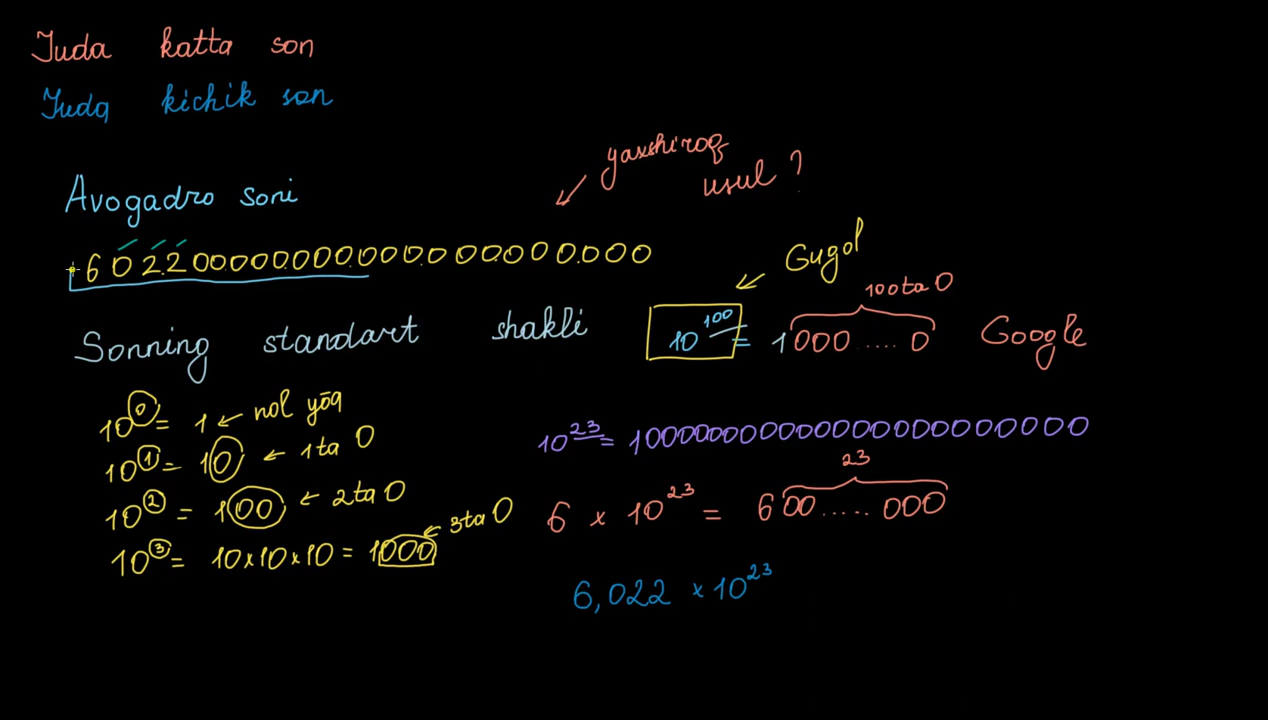 Juda katta son
Juda kichik son
yaxshiroq usul ?
Avogadro soni
602200000000000000000000
Gugol
100ta 0
Sonning standart shakli 10¹⁰⁰ = 1000.....0 Google
10⁰ = 1 ← nol yōq
10¹ = 10 ← 1ta 0
10² = 100 ← 2ta 0
10³ = 10×10×10 = 1000 ← 3ta 0
10²³ = 100000000000000000000000
23
6 × 10²³ = 600.....000
6,022 × 10²³